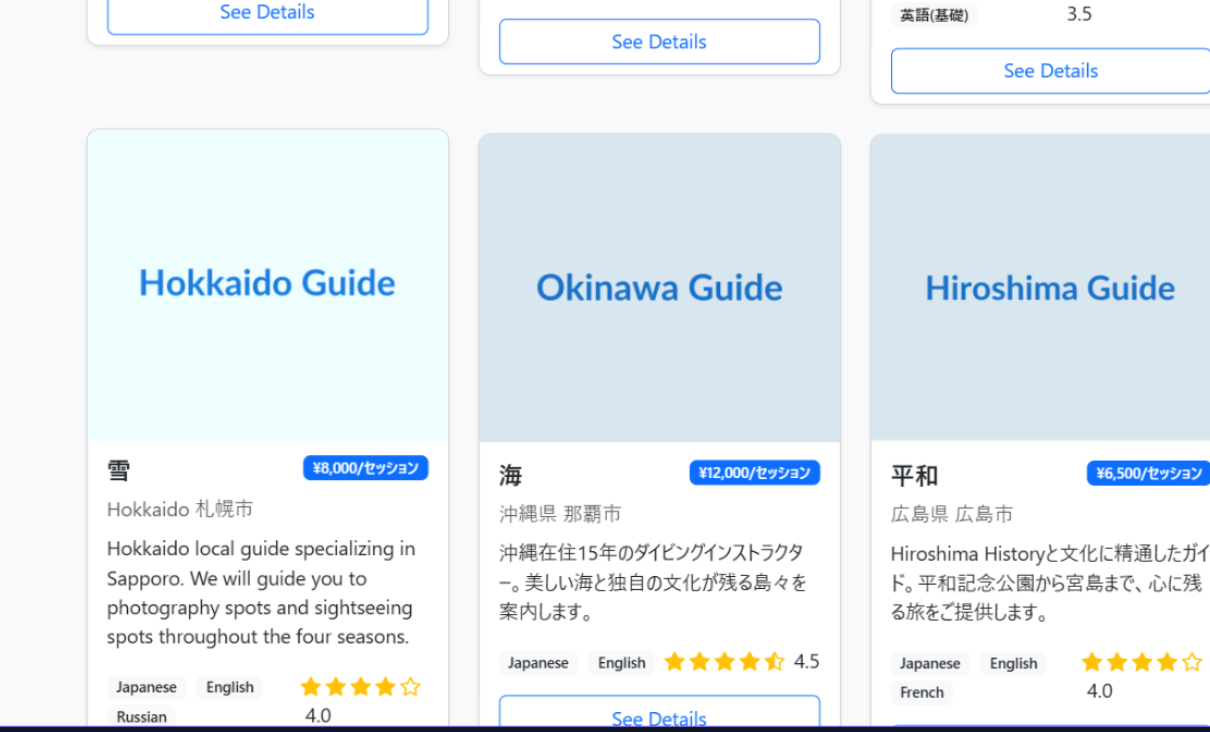 See Details
See Details
英語(基礎)
3.5
See Details
Hokkaido Guide
雪
¥8,000/セッション
Hokkaido 札幌市
Hokkaido local guide specializing in
Sapporo. We will guide you to
photography spots and sightseeing
spots throughout the four seasons.
Japanese English
Russian
4.0
Okinawa Guide
海
¥12,000/セッション
沖縄県 那覇市
沖縄在住15年のダイビングインストラクタ
ー。美しい海と独自の文化が残る島々を
案内します。
Japanese English 4.5
See Details
Hiroshima Guide
平和
¥6,500/セッション
広島県 広島市
Hiroshima Historyと文化に精通したガイ
ド。平和記念公園から宮島まで、心に残
る旅をご提供します。
Japanese English
French
4.0